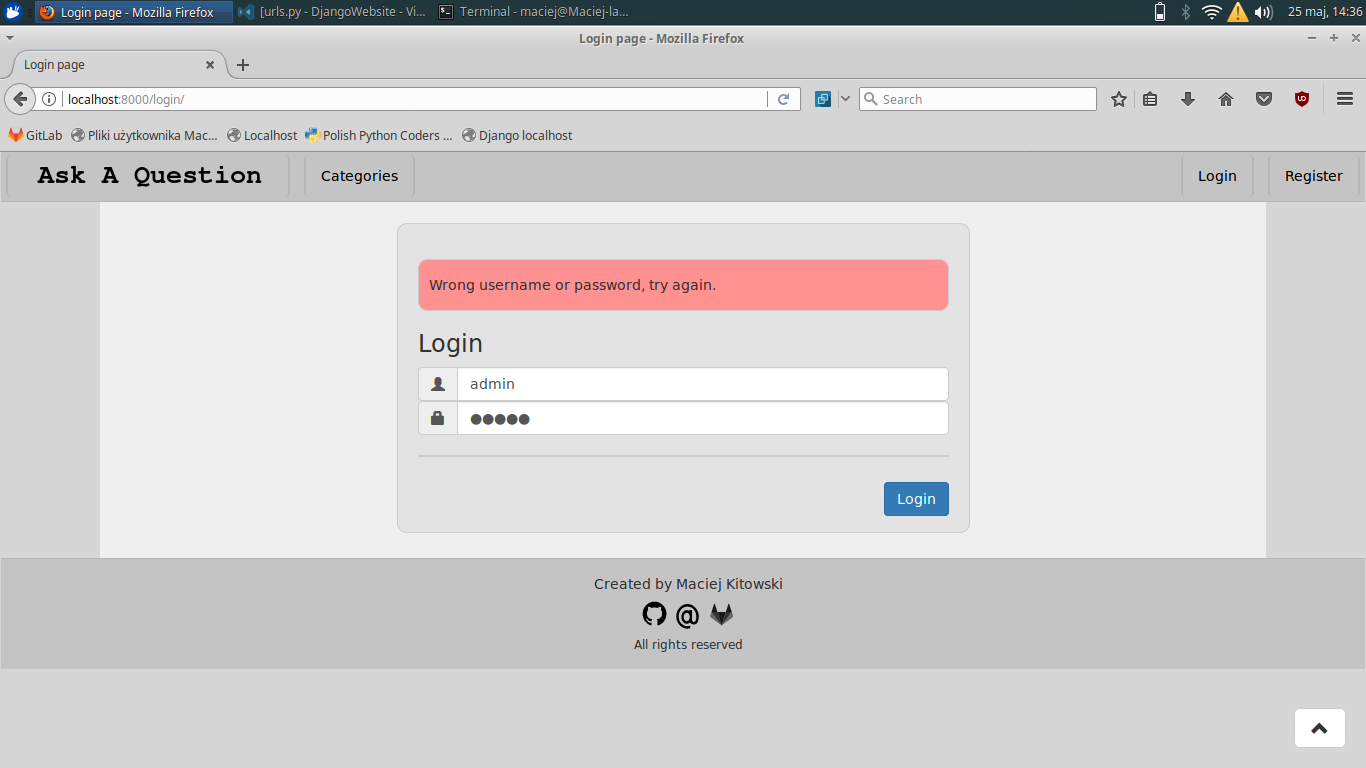 Login page - Mozilla Firefox
[urls.py - DjangoWebsite - Vi...
Terminal - maciej@Maciej-la...
25 maj, 14:36
Login page - Mozilla Firefox
Login page
localhost:8000/login/
Search
GitLab
Pliki użytkownika Mac...
Localhost
Polish Python Coders ...
Django localhost
Ask A Question
Categories
Login
Register
Wrong username or password, try again.
Login
admin
●●●●●
Login
Created by Maciej Kitowski
@
All rights reserved